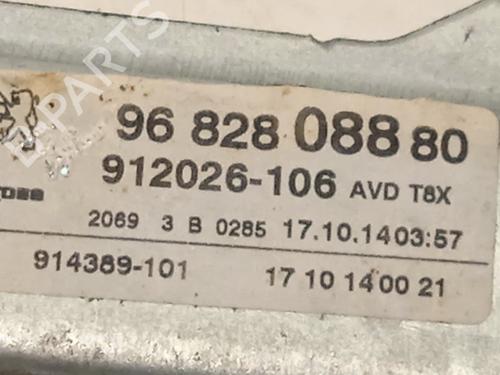 B-PARTS
96 828 088 80
912026-106 AVD T8X
2069 3 B 0285 17.10.14 03:57
914389-101 17 10 14 00 21